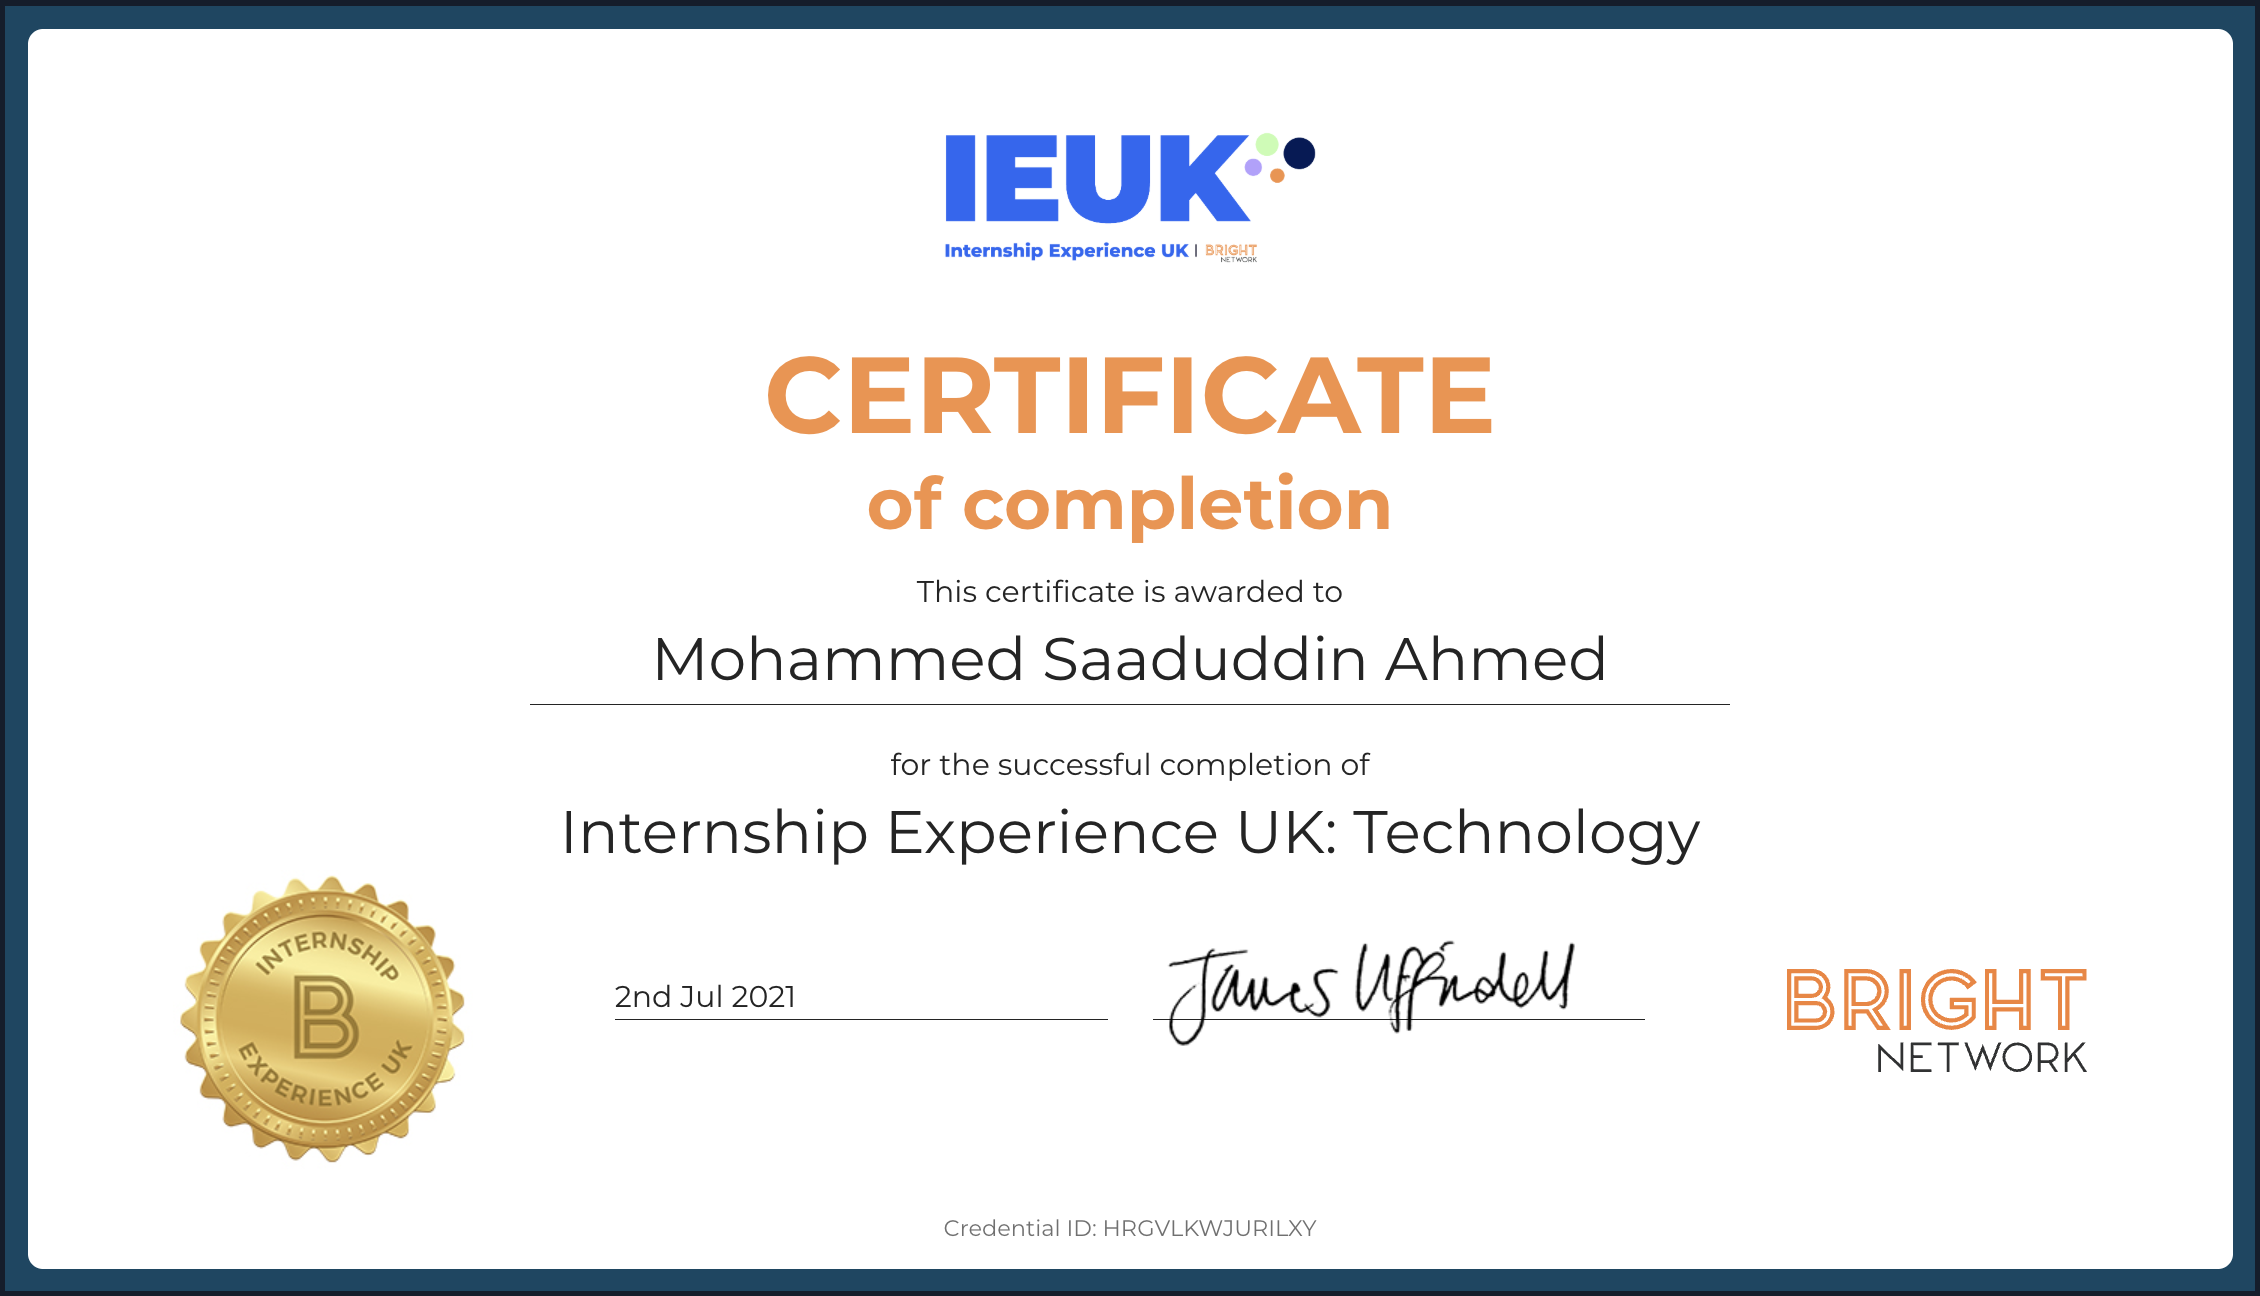 IEUK
Internship Experience UK | BRIGHT
NETWORK
CERTIFICATE
of completion
This certificate is awarded to
Mohammed Saaduddin Ahmed
for the successful completion of
Internship Experience UK: Technology
INTERNSHIP
B
EXPERIENCE UK
2nd Jul 2021
James Uffindell
BRIGHT
NETWORK
Credential ID: HRGVLKWJURILXY